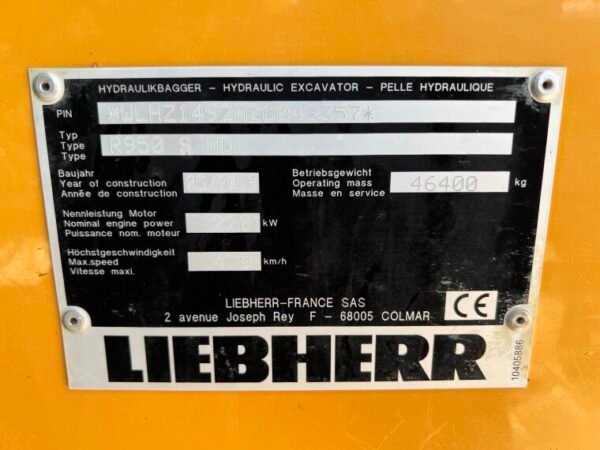 HYDRAULIKBAGGER - HYDRAULIC EXCAVATOR - PELLE HYDRAULIQUE
PIN
Typ
Type R950 S HD
Type
Baujahr
Year of construction
Année de construction
Betriebsgewicht
Operating mass 46400 kg
Masse en service
Nennleistung Motor
Nominal engine power kW
Puissance nom. moteur
Höchstgeschwindigkeit
Max.speed km/h
Vitesse maxi.
LIEBHERR-FRANCE SAS
2 avenue Joseph Rey F - 68005 COLMAR
CE
LIEBHERR
10405886